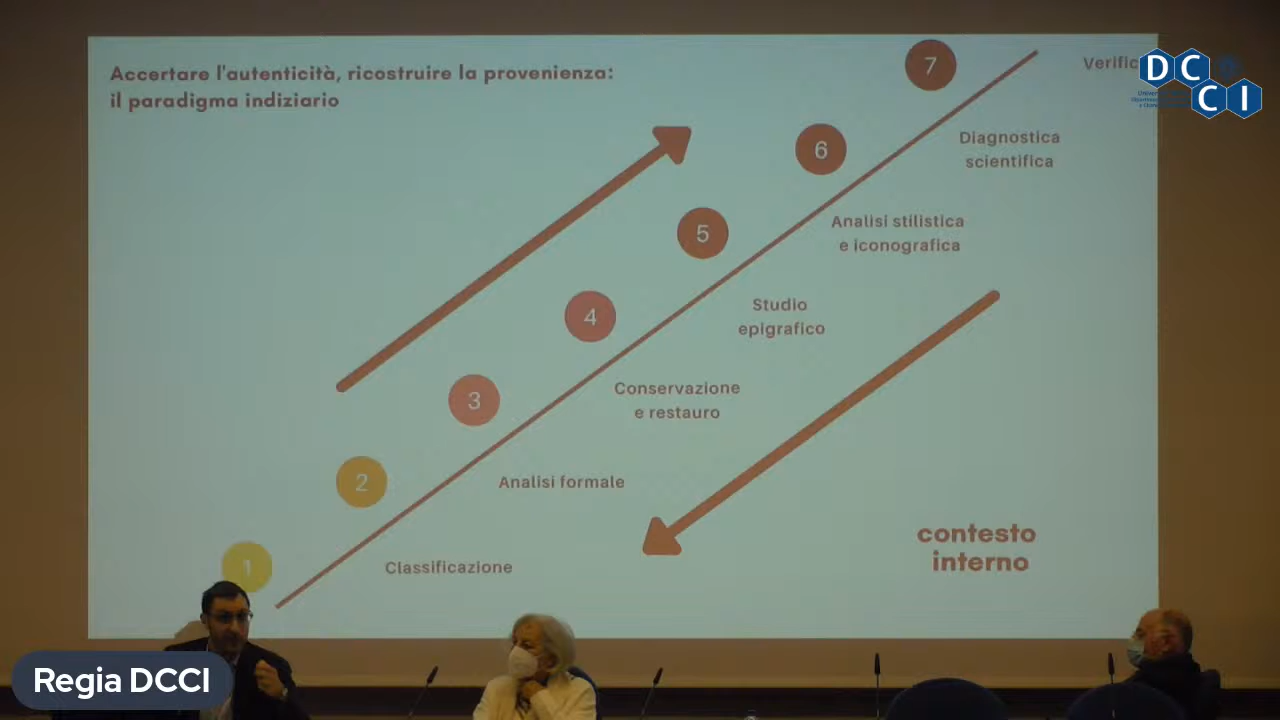 Accertare l'autenticità, ricostruire la provenienza:
il paradigma indiziario
7
DC
CI
6
Diagnostica
scientifica
5
Analisi stilistica
e iconografica
4
Studio
epigrafico
3
Conservazione
e restauro
2
Analisi formale
1
Classificazione
contesto
interno
Regia DCCI